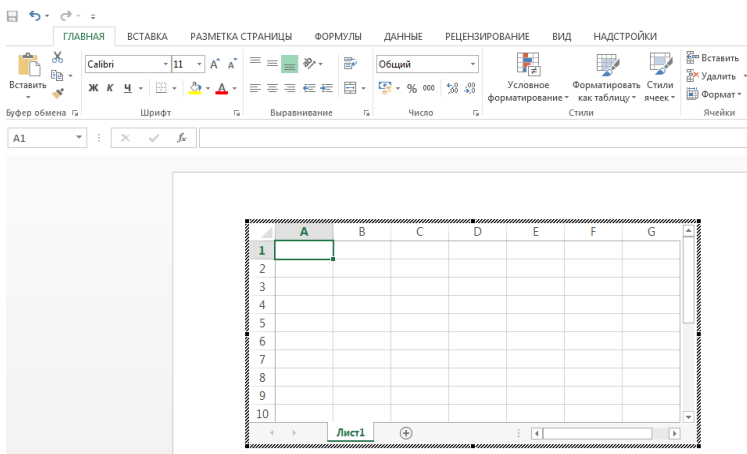 ГЛАВНАЯ ВСТАВКА РАЗМЕТКА СТРАНИЦЫ ФОРМУЛЫ ДАННЫЕ РЕЦЕНЗИРОВАНИЕ ВИД НАДСТРОЙКИ
Вставить
Calibri 11
Ж К Ч
Общий
% 000
Условное форматирование
Форматировать как таблицу
Стили ячеек
Вставить
Удалить
Формат
Буфер обмена Шрифт Выравнивание Число Стили Ячейки
A1 fx
A B C D E F G
1
2
3
4
5
6
7
8
9
10
Лист1